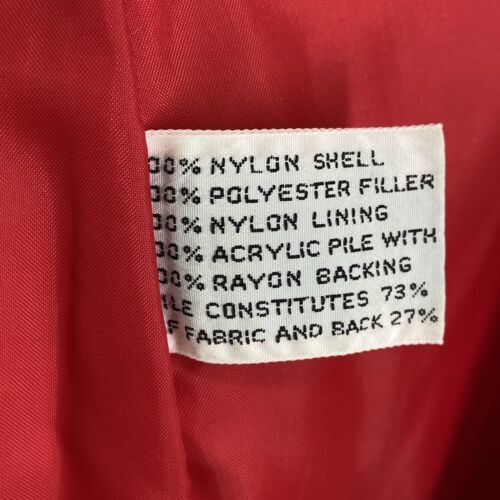 00% NYLON SHELL
00% POLYESTER FILLER
00% NYLON LINING
00% ACRYLIC PILE WITH
00% RAYON BACKING
LE CONSTITUTES 73%
F FABRIC AND BACK 27%